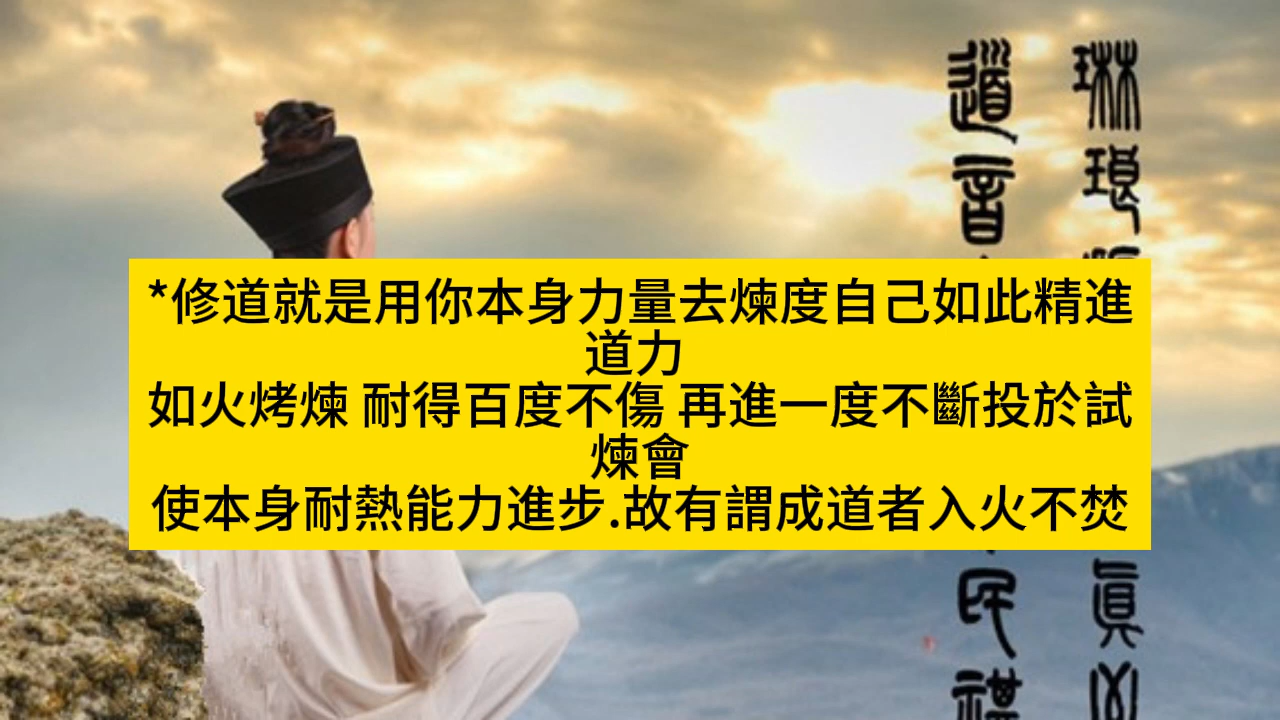 *修道就是用你本身力量去煉度自己如此精進
道力
如火烤煉 耐得百度不傷 再進一度不斷投於試
煉會
使本身耐熱能力進步.故有謂成道者入火不焚
琳琅
真
道音
民